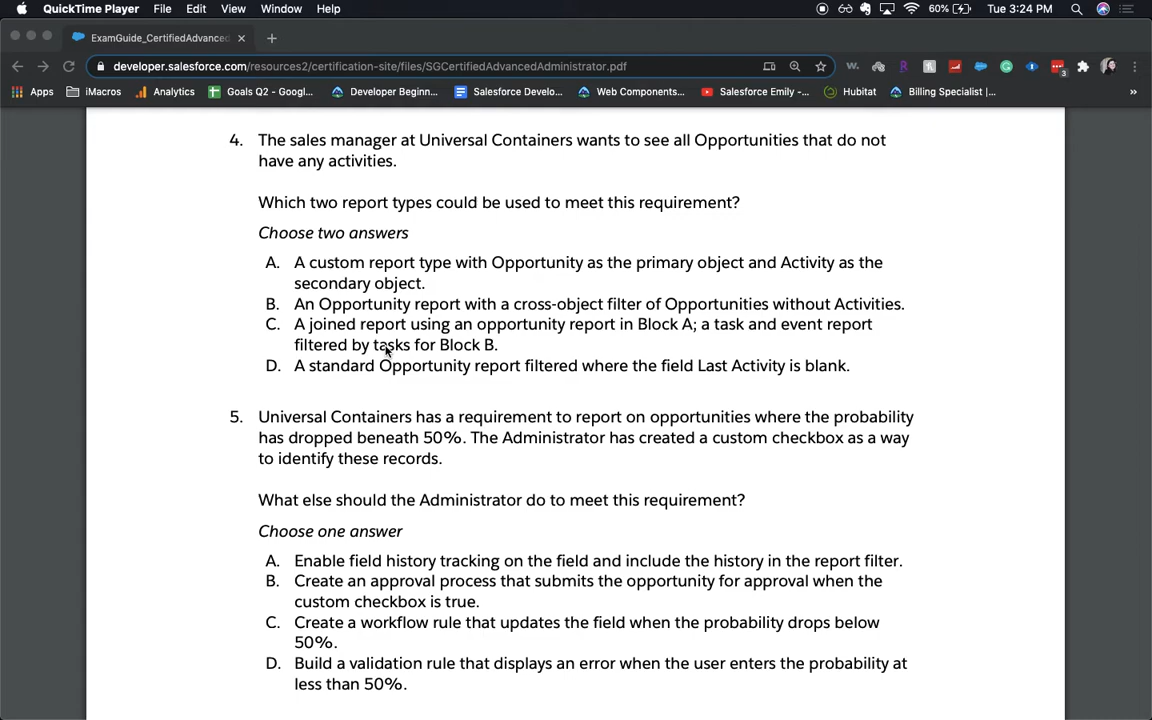 QuickTime Player File Edit View Window Help 60% Tue 3:24 PM
ExamGuide_CertifiedAdvanced
developer.salesforce.com/resources2/certification-site/files/SGCertifiedAdvancedAdministrator.pdf
Apps iMacros Analytics Goals Q2 - Googl... Developer Beginn... Salesforce Develo... Web Components... Salesforce Emily -... Hubitat Billing Specialist |... »
4. The sales manager at Universal Containers wants to see all Opportunities that do not
have any activities.
Which two report types could be used to meet this requirement?
Choose two answers
A. A custom report type with Opportunity as the primary object and Activity as the
secondary object.
B. An Opportunity report with a cross-object filter of Opportunities without Activities.
C. A joined report using an opportunity report in Block A; a task and event report
filtered by tasks for Block B.
D. A standard Opportunity report filtered where the field Last Activity is blank.
5. Universal Containers has a requirement to report on opportunities where the probability
has dropped beneath 50%. The Administrator has created a custom checkbox as a way
to identify these records.
What else should the Administrator do to meet this requirement?
Choose one answer
A. Enable field history tracking on the field and include the history in the report filter.
B. Create an approval process that submits the opportunity for approval when the
custom checkbox is true.
C. Create a workflow rule that updates the field when the probability drops below
50%.
D. Build a validation rule that displays an error when the user enters the probability at
less than 50%.